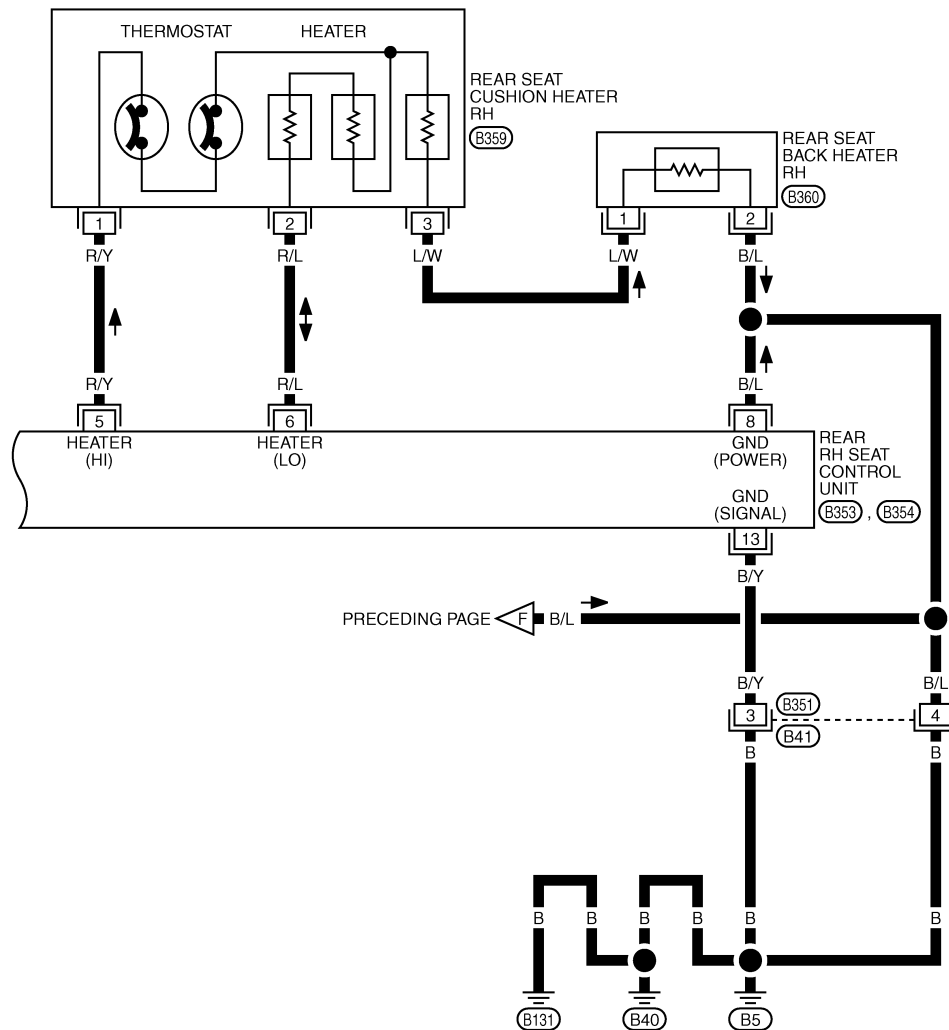 THERMOSTAT HEATER
REAR SEAT
CUSHION HEATER
RH
B359
REAR SEAT
BACK HEATER
RH
B360
1 2 3 1 2
R/Y R/L L/W L/W B/L
R/Y R/L B/L
5 6 8
HEATER
(HI)
HEATER
(LO)
GND
(POWER)
REAR
RH SEAT
CONTROL
UNIT
B353 , B354
GND
(SIGNAL)
13
B/Y
PRECEDING PAGE F B/L
B/Y B/L
3 B351 4
B41
B B
B B B B B B
B131 B40 B5